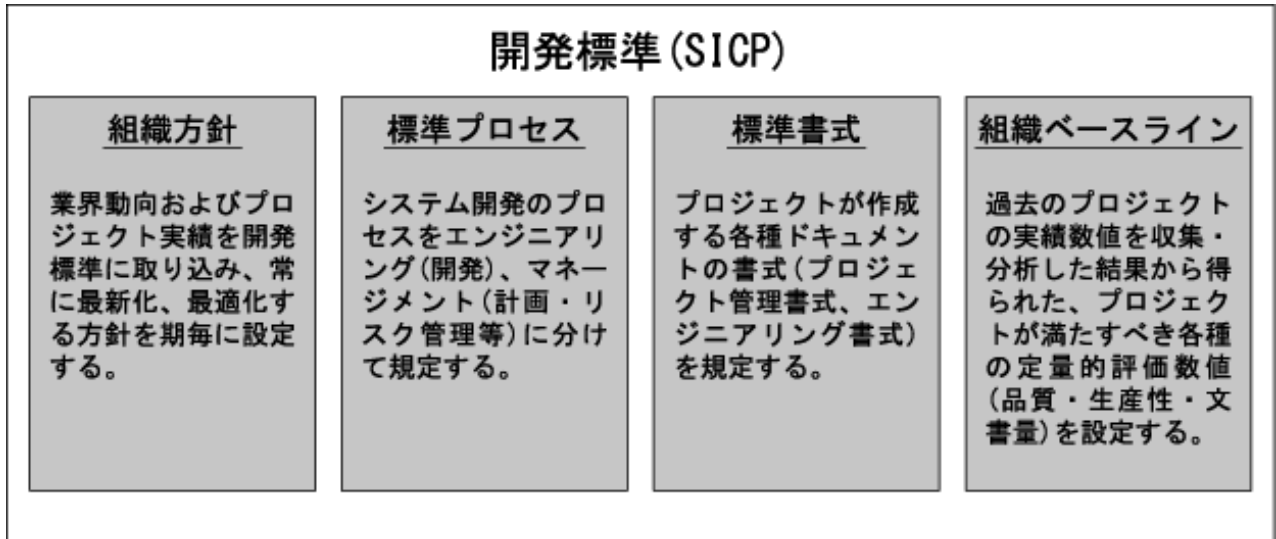 開発標準(SICP)
組織方針
業界動向およびプロ
ジェクト実績を開発
標準に取り込み、常
に最新化、最適化す
る方針を期毎に設定
する。
標準プロセス
システム開発のプロ
セスをエンジニアリ
ング(開発)、マネー
ジメント(計画・リ
スク管理等)に分け
て規定する。
標準書式
プロジェクトが作成
する各種ドキュメン
トの書式(プロジェ
クト管理書式、エン
ジニアリング書式)
を規定する。
組織ベースライン
過去のプロジェクト
の実績数値を収集・
分析した結果から得
られた、プロジェク
トが満たすべき各種
の定量的評価数値
(品質・生産性・文
書量)を設定する。